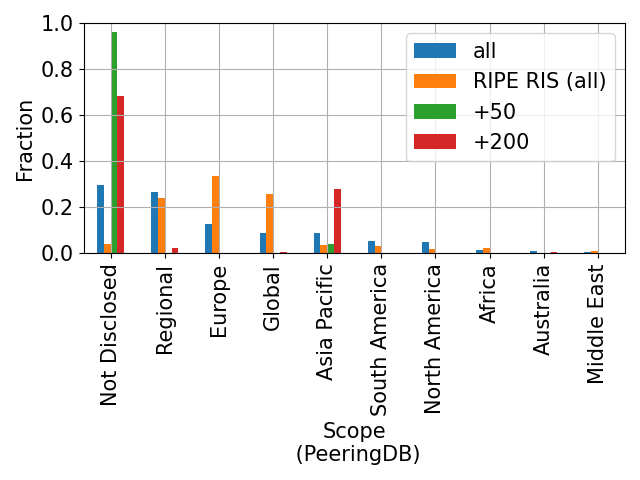 1.0
0.8
0.6
0.4
0.2
0.0
Fraction
all
RIPE RIS (all)
+50
+200
Not Disclosed
Regional
Europe
Global
Asia Pacific
South America
North America
Africa
Australia
Middle East
Scope
(PeeringDB)